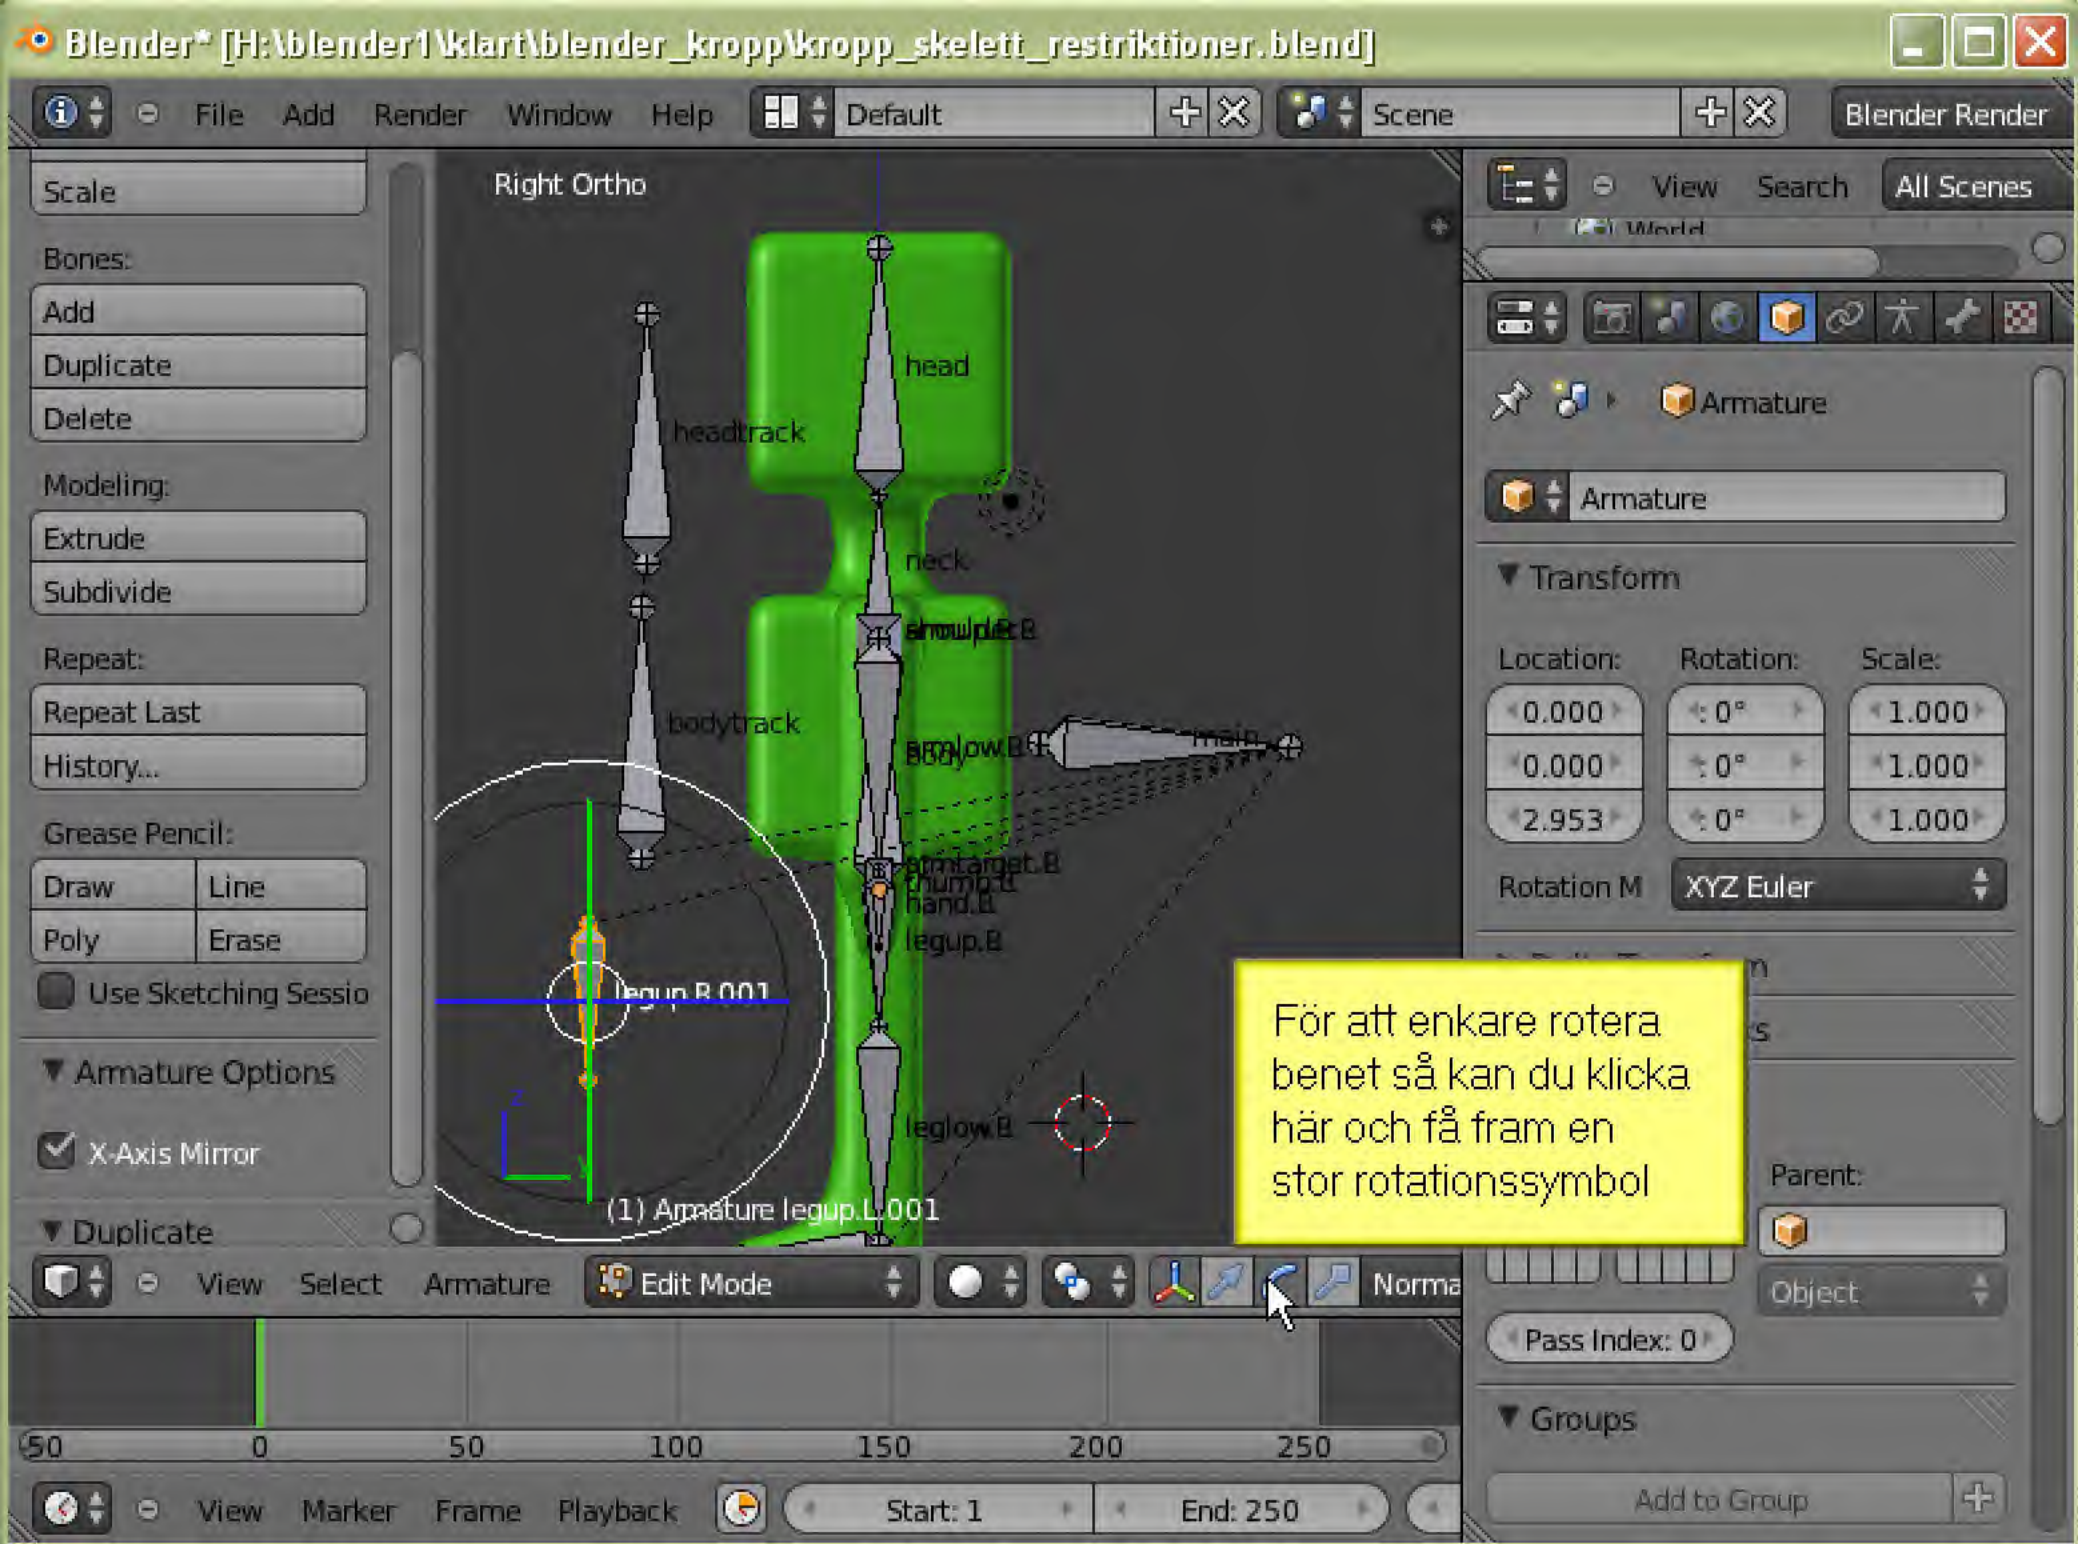 Blender* [H:\blender1\klart\blender_kropp\kropp_skelett_restriktioner.blend]
File Add Render Window Help Default Scene Blender Render
Scale
Bones:
Add
Duplicate
Delete
Modeling:
Extrude
Subdivide
Repeat:
Repeat Last
History...
Grease Pencil:
Draw Line
Poly Erase
Use Sketching Sessio
Armature Options
X-Axis Mirror
Duplicate
Right Ortho
head
headtrack
neck
bodytrack
main
armlow.R
body
hand.R
legup.R
legup.R.001
leglow.R
z
y
(1) Armature legup.L.001
View Select Armature Edit Mode Norma
För att enkare rotera
benet så kan du klicka
här och få fram en
stor rotationssymbol
View Search All Scenes
World
Armature
Armature
Transform
Location: Rotation: Scale:
0.000 : 0° 1.000
0.000 : 0° 1.000
2.953 : 0° 1.000
Rotation M XYZ Euler
Parent:
Object
Pass Index: 0
Groups
Add to Group
-50 0 50 100 150 200 250
View Marker Frame Playback Start: 1 End: 250